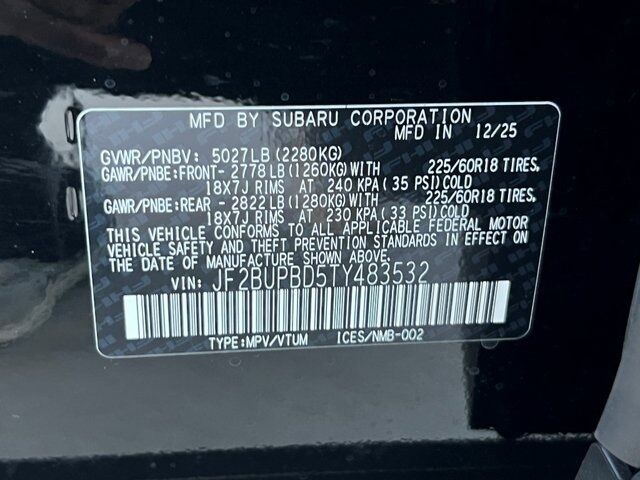 MFD BY SUBARU CORPORATION
MFD IN 12/25
GVWR/PNBV: 5027LB (2280KG)
GAWR/PNBE:FRONT- 2778LB (1260KG) WITH 225/60R18 TIRES,
18X7J RIMS AT 240 KPA (35 PSI) COLD
GAWR/PNBE:REAR - 2822LB (1280KG) WITH 225/60R18 TIRES,
18X7J RIMS AT 230 KPA (33 PSI) COLD
THIS VEHICLE CONFORMS TO ALL APPLICABLE FEDERAL MOTOR
VEHICLE SAFETY AND BUMPER STANDARDS IN EFFECT ON
THE DATE OF MANUFACTURE SHOWN ABOVE.
VIN: JF2BUPBD5TY483532
TYPE:MPV/VTUM ICES/NMB-002